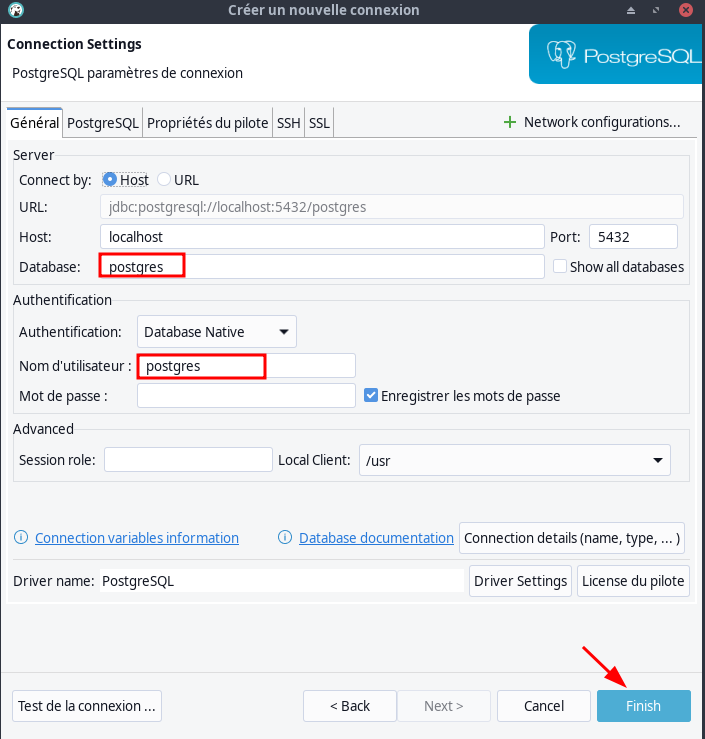 Créer un nouvelle connexion
Connection Settings
PostgreSQL paramètres de connexion
PostgreSQL
Général PostgreSQL Propriétés du pilote SSH SSL Network configurations...
Server
Connect by: Host URL
URL: jdbc:postgresql://localhost:5432/postgres
Host: localhost Port: 5432
Database: postgres Show all databases
Authentification
Authentification: Database Native
Nom d'utilisateur : postgres
Mot de passe : Enregistrer les mots de passe
Advanced
Session role: Local Client: /usr
Connection variables information Database documentation Connection details (name, type, ... )
Driver name: PostgreSQL Driver Settings License du pilote
Test de la connexion ... < Back Next > Cancel Finish